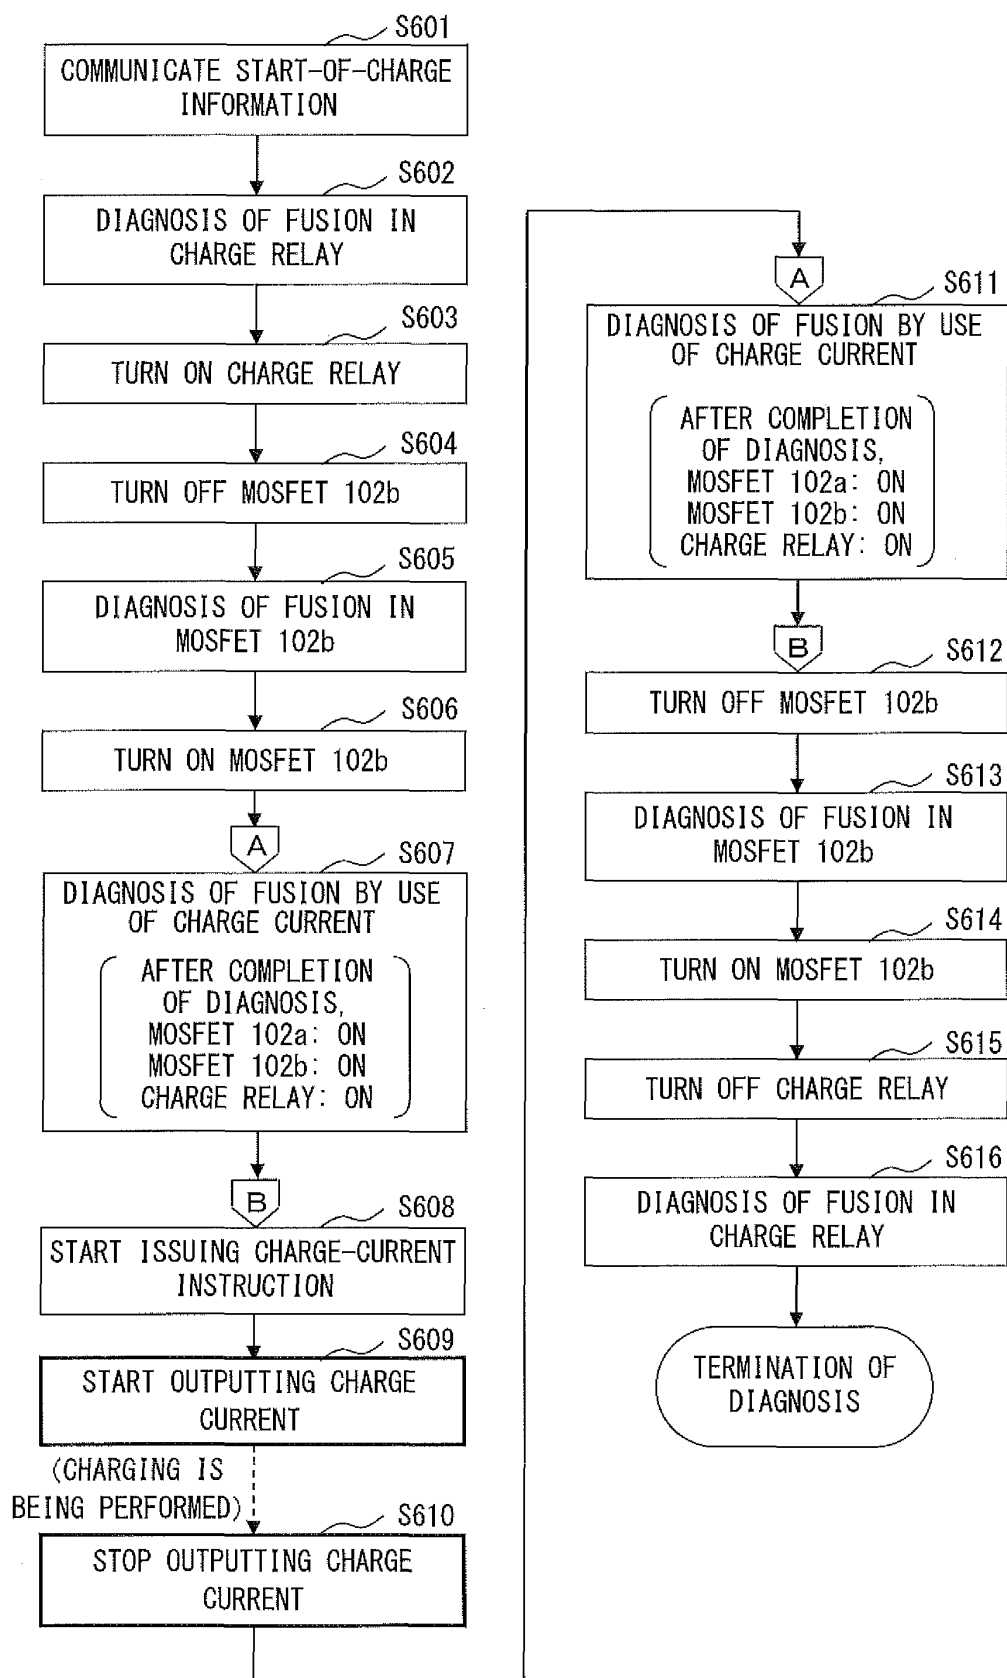 S601
COMMUNICATE START-OF-CHARGE
INFORMATION
S602
DIAGNOSIS OF FUSION IN
CHARGE RELAY
S603
TURN ON CHARGE RELAY
S604
TURN OFF MOSFET 102b
S605
DIAGNOSIS OF FUSION IN
MOSFET 102b
S606
TURN ON MOSFET 102b
A
S607
DIAGNOSIS OF FUSION BY USE
OF CHARGE CURRENT
AFTER COMPLETION
OF DIAGNOSIS,
MOSFET 102a: ON
MOSFET 102b: ON
CHARGE RELAY: ON
B
S608
START ISSUING CHARGE-CURRENT
INSTRUCTION
S609
START OUTPUTTING CHARGE
CURRENT
(CHARGING IS
BEING PERFORMED)
S610
STOP OUTPUTTING CHARGE
CURRENT
A
S611
DIAGNOSIS OF FUSION BY USE
OF CHARGE CURRENT
AFTER COMPLETION
OF DIAGNOSIS,
MOSFET 102a: ON
MOSFET 102b: ON
CHARGE RELAY: ON
B
S612
TURN OFF MOSFET 102b
S613
DIAGNOSIS OF FUSION IN
MOSFET 102b
S614
TURN ON MOSFET 102b
S615
TURN OFF CHARGE RELAY
S616
DIAGNOSIS OF FUSION IN
CHARGE RELAY
TERMINATION OF
DIAGNOSIS